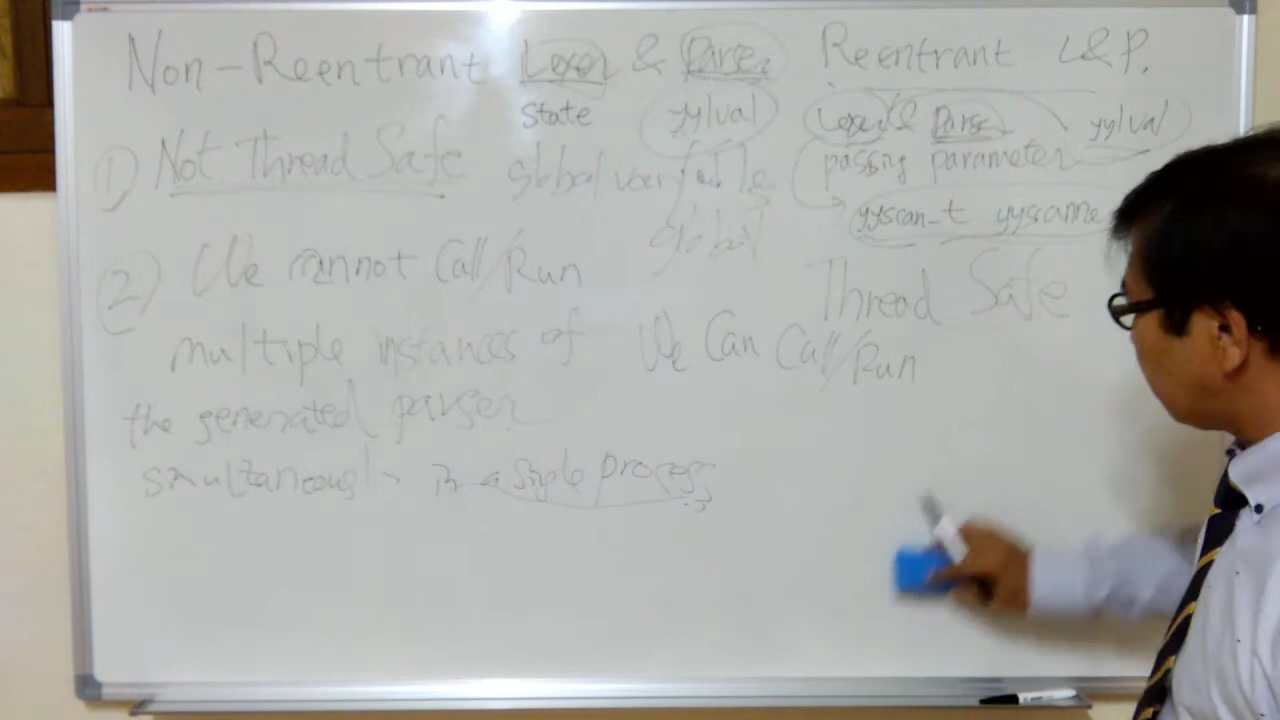 Non-Reentrant Lexer & Parser
state
yylval
1) Not Thread Safe
global variable
global
2) We cannot Call/Run
multiple instances of
the generated parser
simultaneously in a single process
Reentrant L&P.
Lexer & Parse yylval
passing parameter
yyscan_t yyscanne
Thread Safe
We Can Call/Run